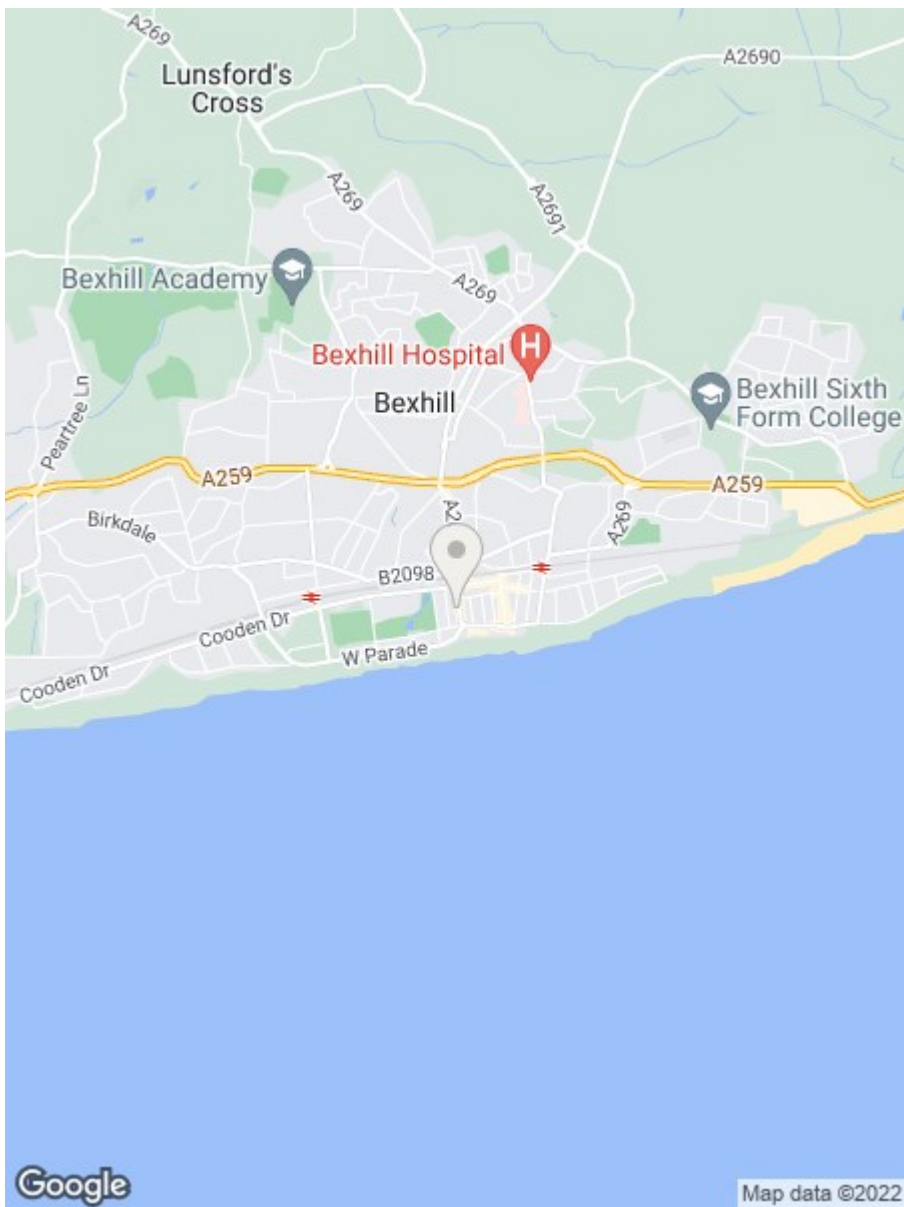 A269
A2690
Lunsford's
Cross
A269
A2691
Bexhill Academy
A269
Bexhill Hospital
H
Bexhill
Bexhill Sixth
Form College
Peartree Ln
A259
A259
Birkdale
A2
A269
B2098
Cooden Dr
W Parade
Cooden Dr
Google
Map data ©2022